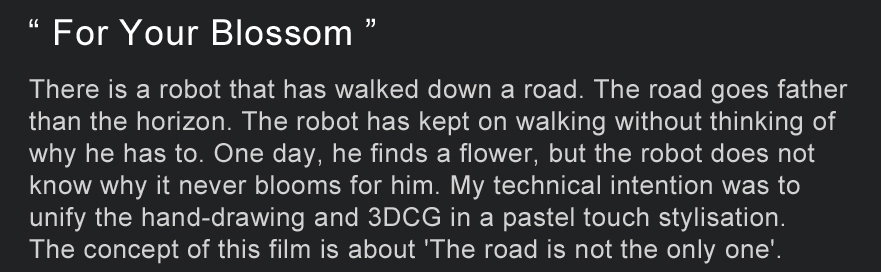 “ For Your Blossom ”
There is a robot that has walked down a road. The road goes father
than the horizon. The robot has kept on walking without thinking of
why he has to. One day, he finds a flower, but the robot does not
know why it never blooms for him. My technical intention was to
unify the hand-drawing and 3DCG in a pastel touch stylisation.
The concept of this film is about 'The road is not the only one'.